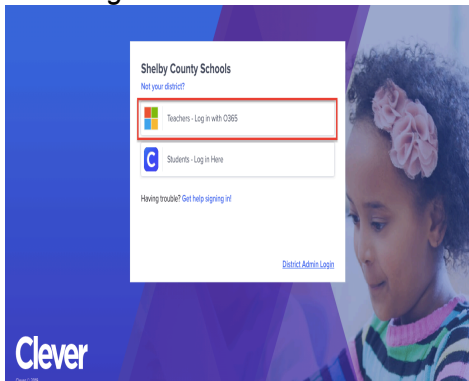 Shelby County Schools
Not your district?
Teachers - Log in with O365
C
Students - Log in Here
Having trouble? Get help signing in!
District Admin Login
Clever